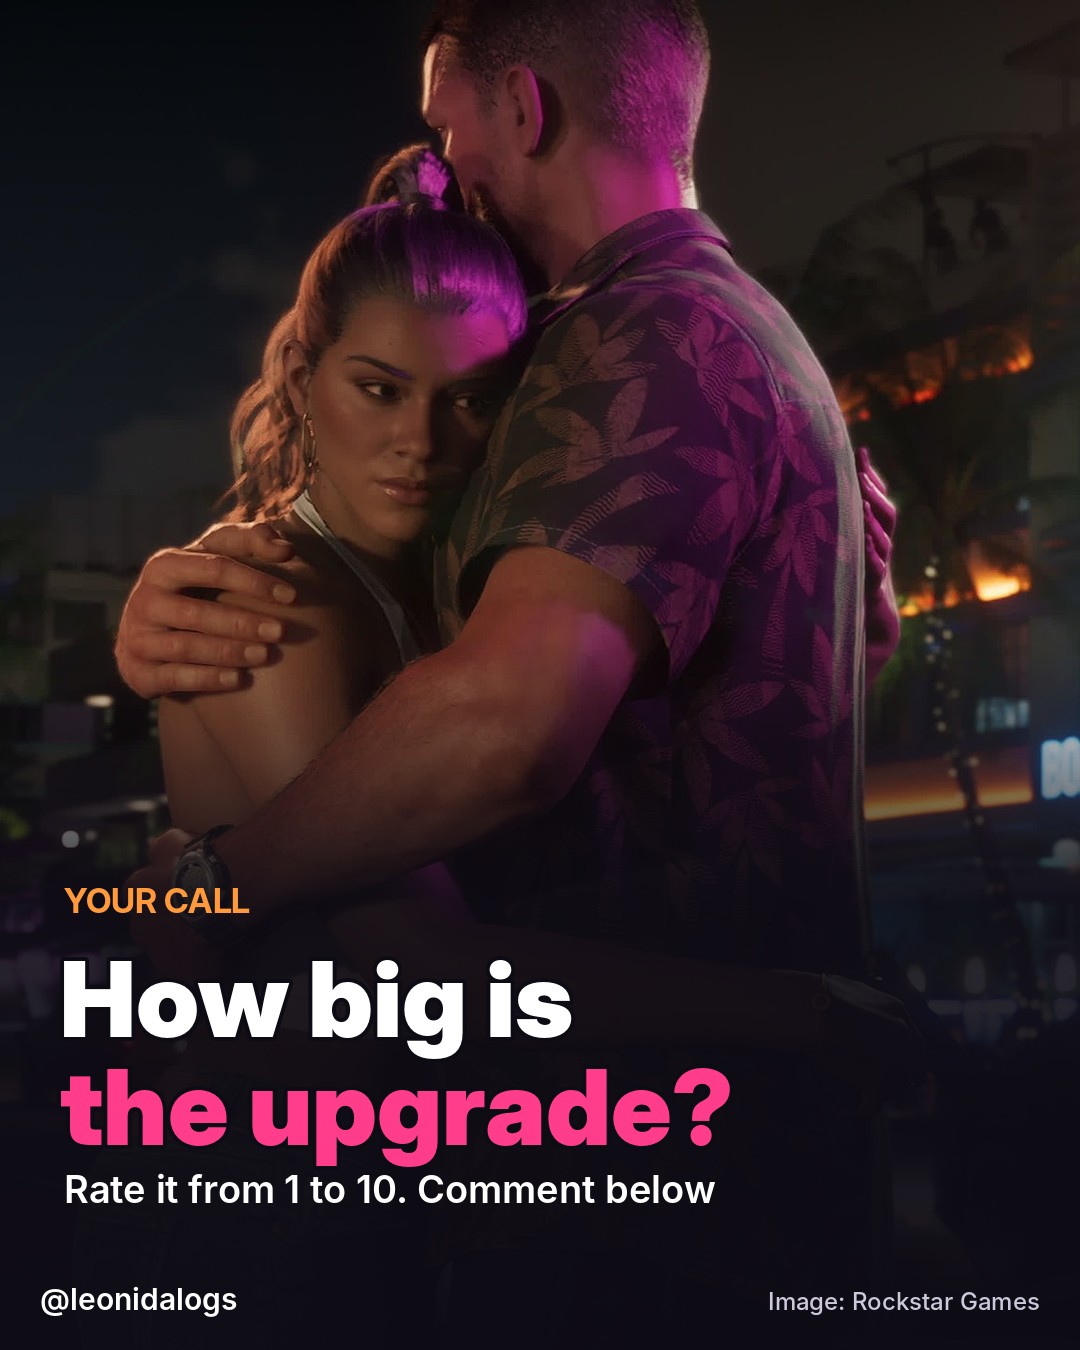 YOUR CALL
How big is
the upgrade?
Rate it from 1 to 10. Comment below
@leonidalogs
Image: Rockstar Games